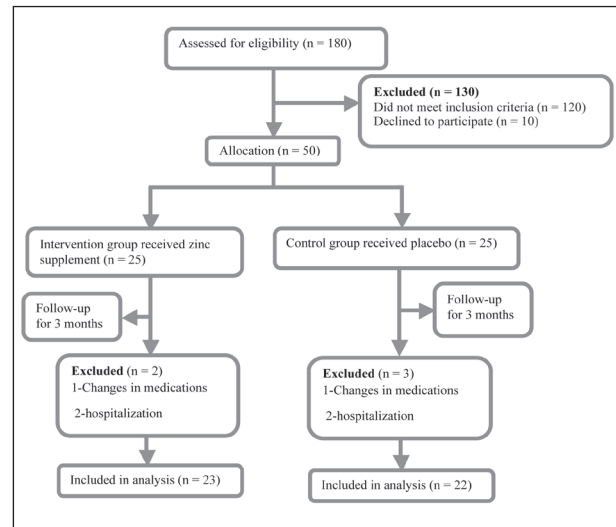 Assessed for eligibility (n = 180)
Excluded (n = 130)
Did not meet inclusion criteria (n = 120)
Declined to participate (n = 10)
Allocation (n = 50)
Intervention group received zinc
supplement (n = 25)
Control group received placebo (n = 25)
Follow-up
for 3 months
Follow-up
for 3 months
Excluded (n = 2)
1-Changes in medications
2-hospitalization
Excluded (n = 3)
1-Changes in medications
2-hospitalization
Included in analysis (n = 23)
Included in analysis (n = 22)